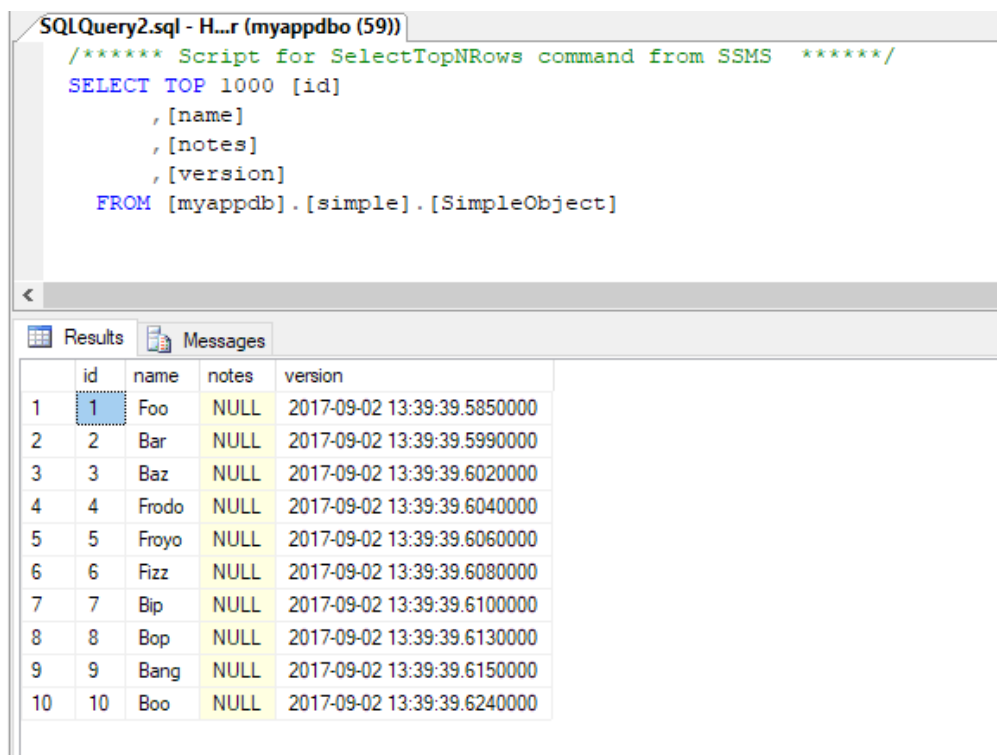 SQLQuery2.sql - H...r (myappdbo (59))
/****** Script for SelectTopNRows command from SSMS  ******/
SELECT TOP 1000 [id]
,[name]
,[notes]
,[version]
FROM [myappdb].[simple].[SimpleObject]
Results Messages
id name notes version
1 1 Foo NULL 2017-09-02 13:39:39.5850000
2 2 Bar NULL 2017-09-02 13:39:39.5990000
3 3 Baz NULL 2017-09-02 13:39:39.6020000
4 4 Frodo NULL 2017-09-02 13:39:39.6040000
5 5 Froyo NULL 2017-09-02 13:39:39.6060000
6 6 Fizz NULL 2017-09-02 13:39:39.6080000
7 7 Bip NULL 2017-09-02 13:39:39.6100000
8 8 Bop NULL 2017-09-02 13:39:39.6130000
9 9 Bang NULL 2017-09-02 13:39:39.6150000
10 10 Boo NULL 2017-09-02 13:39:39.6240000